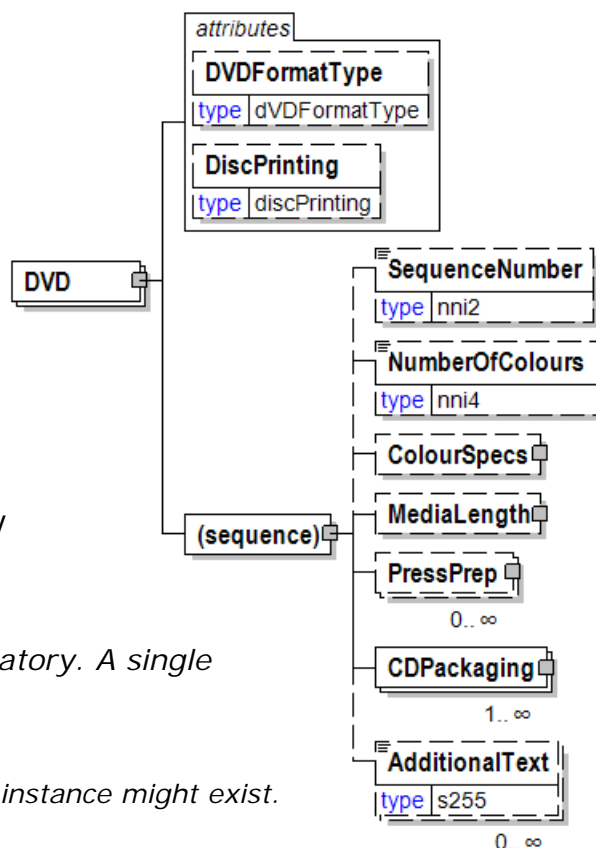 attributes
DVDFormatType
type dVDFormatType
DiscPrinting
type discPrinting
DVD
SequenceNumber
type nni2
NumberOfColours
type nni4
ColourSpecs
MediaLength
(sequence)
PressPrep
0.. ∞
atory. A single
CDPackaging
1.. ∞
AdditionalText
instance might exist.
type s255
0.. ∞